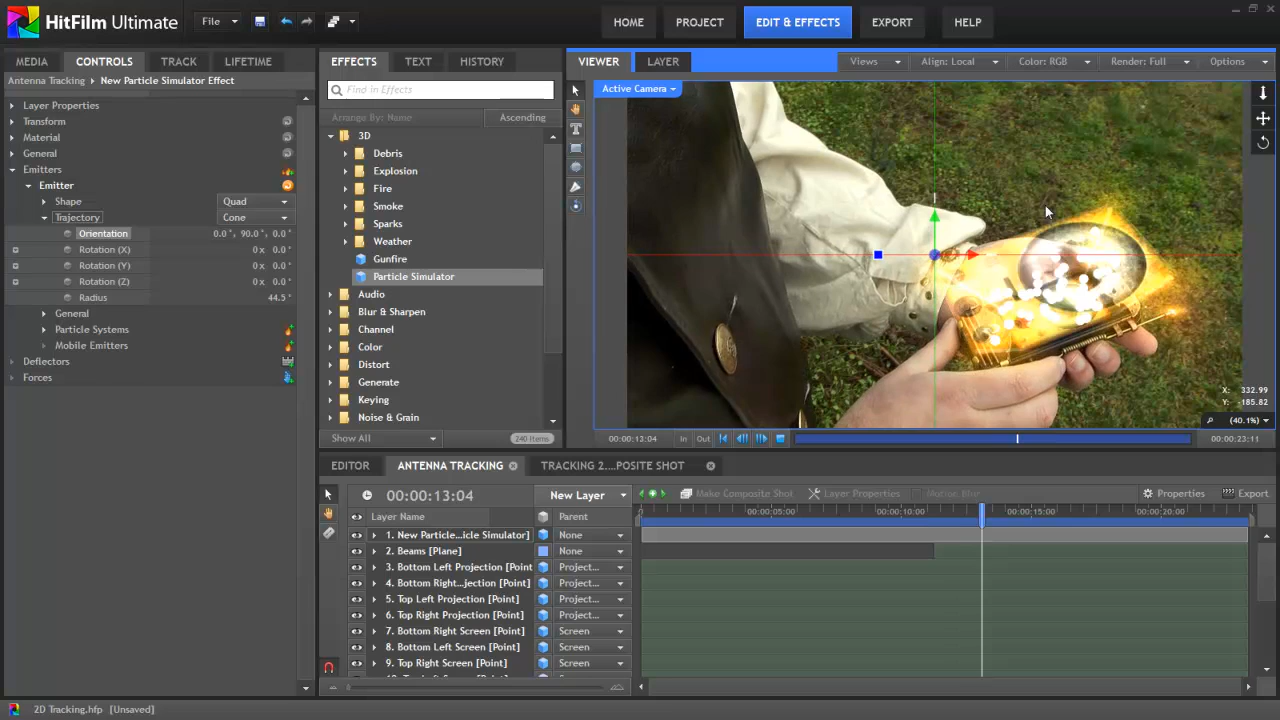 HitFilm Ultimate
File
HOME
PROJECT
EDIT & EFFECTS
EXPORT
HELP
MEDIA
CONTROLS
TRACK
LIFETIME
Antenna Tracking > New Particle Simulator Effect
Layer Properties
Transform
Material
General
Emitters
Emitter
Shape
Quad
Trajectory
Cone
Orientation
0.0°, 90.0°, 0.0°
Rotation (X)
0 x 0.0°
Rotation (Y)
0 x 0.0°
Rotation (Z)
0 x 0.0°
Radius
44.5°
General
Particle Systems
Mobile Emitters
Deflectors
Forces
EFFECTS
TEXT
HISTORY
Find in Effects
Arrange By: Name
Ascending
3D
Debris
Explosion
Fire
Smoke
Sparks
Weather
Gunfire
Particle Simulator
Audio
Blur & Sharpen
Channel
Color
Distort
Generate
Keying
Noise & Grain
Show All
240 Items
VIEWER
LAYER
Views
Align: Local
Color: RGB
Render: Full
Options
Active Camera
X: 332.99
Y: -185.82
(40.1%)
00:00:13:04
In
Out
00:00:23:11
EDITOR
ANTENNA TRACKING
TRACKING 2....POSITE SHOT
00:00:13:04
New Layer
Make Composite Shot
Layer Properties
Motion Blur
Properties
Export
Layer Name
Parent
0
00:00:05:00
00:00:10:00
00:00:15:00
00:00:20:00
1. New Particle...icle Simulator]
None
2. Beams [Plane]
None
3. Bottom Left Projection [Point
Project...
4. Bottom Right...jection [Point]
Project...
5. Top Left Projection [Point]
Project...
6. Top Right Projection [Point]
Project...
7. Bottom Right Screen [Point]
Screen
8. Bottom Left Screen [Point]
Screen
9. Top Right Screen [Point]
Screen
2D Tracking.hfp [Unsaved]